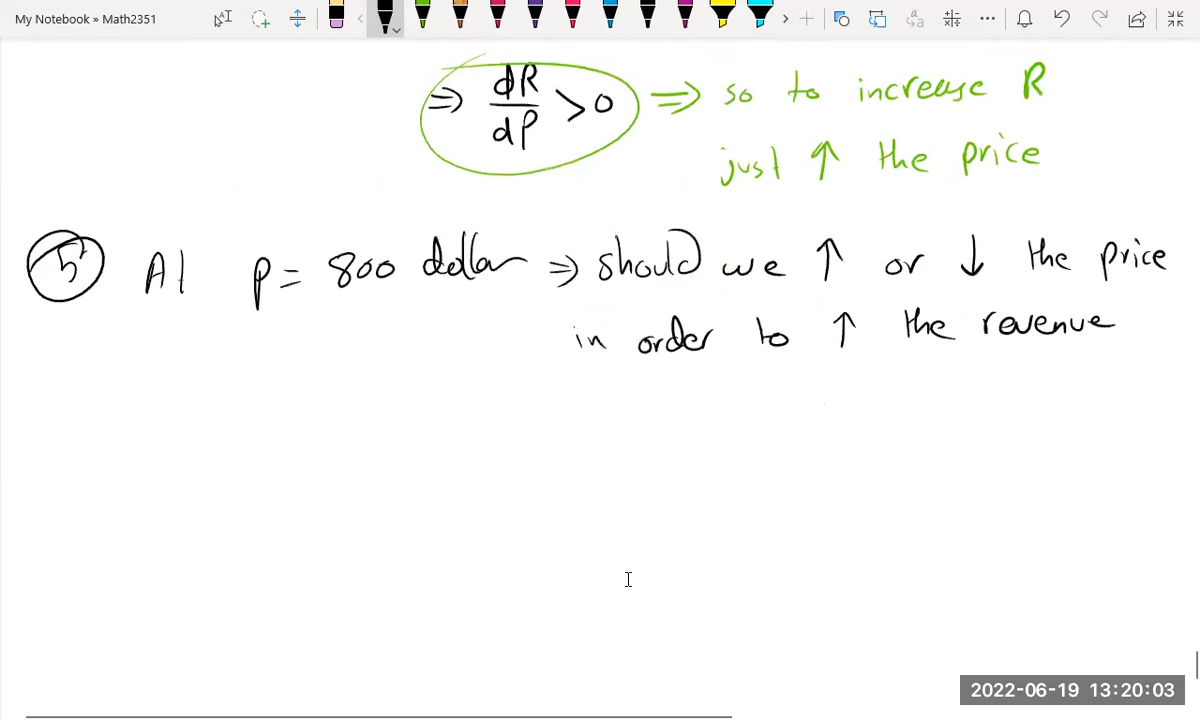 My Notebook » Math2351
⇒ dR/dP > 0 ⇒ so to increase R
just ↑ the price
5 At p = 800 dollar ⇒ should we ↑ or ↓ the price
in order to ↑ the revenue
2022-06-19 13:20:03